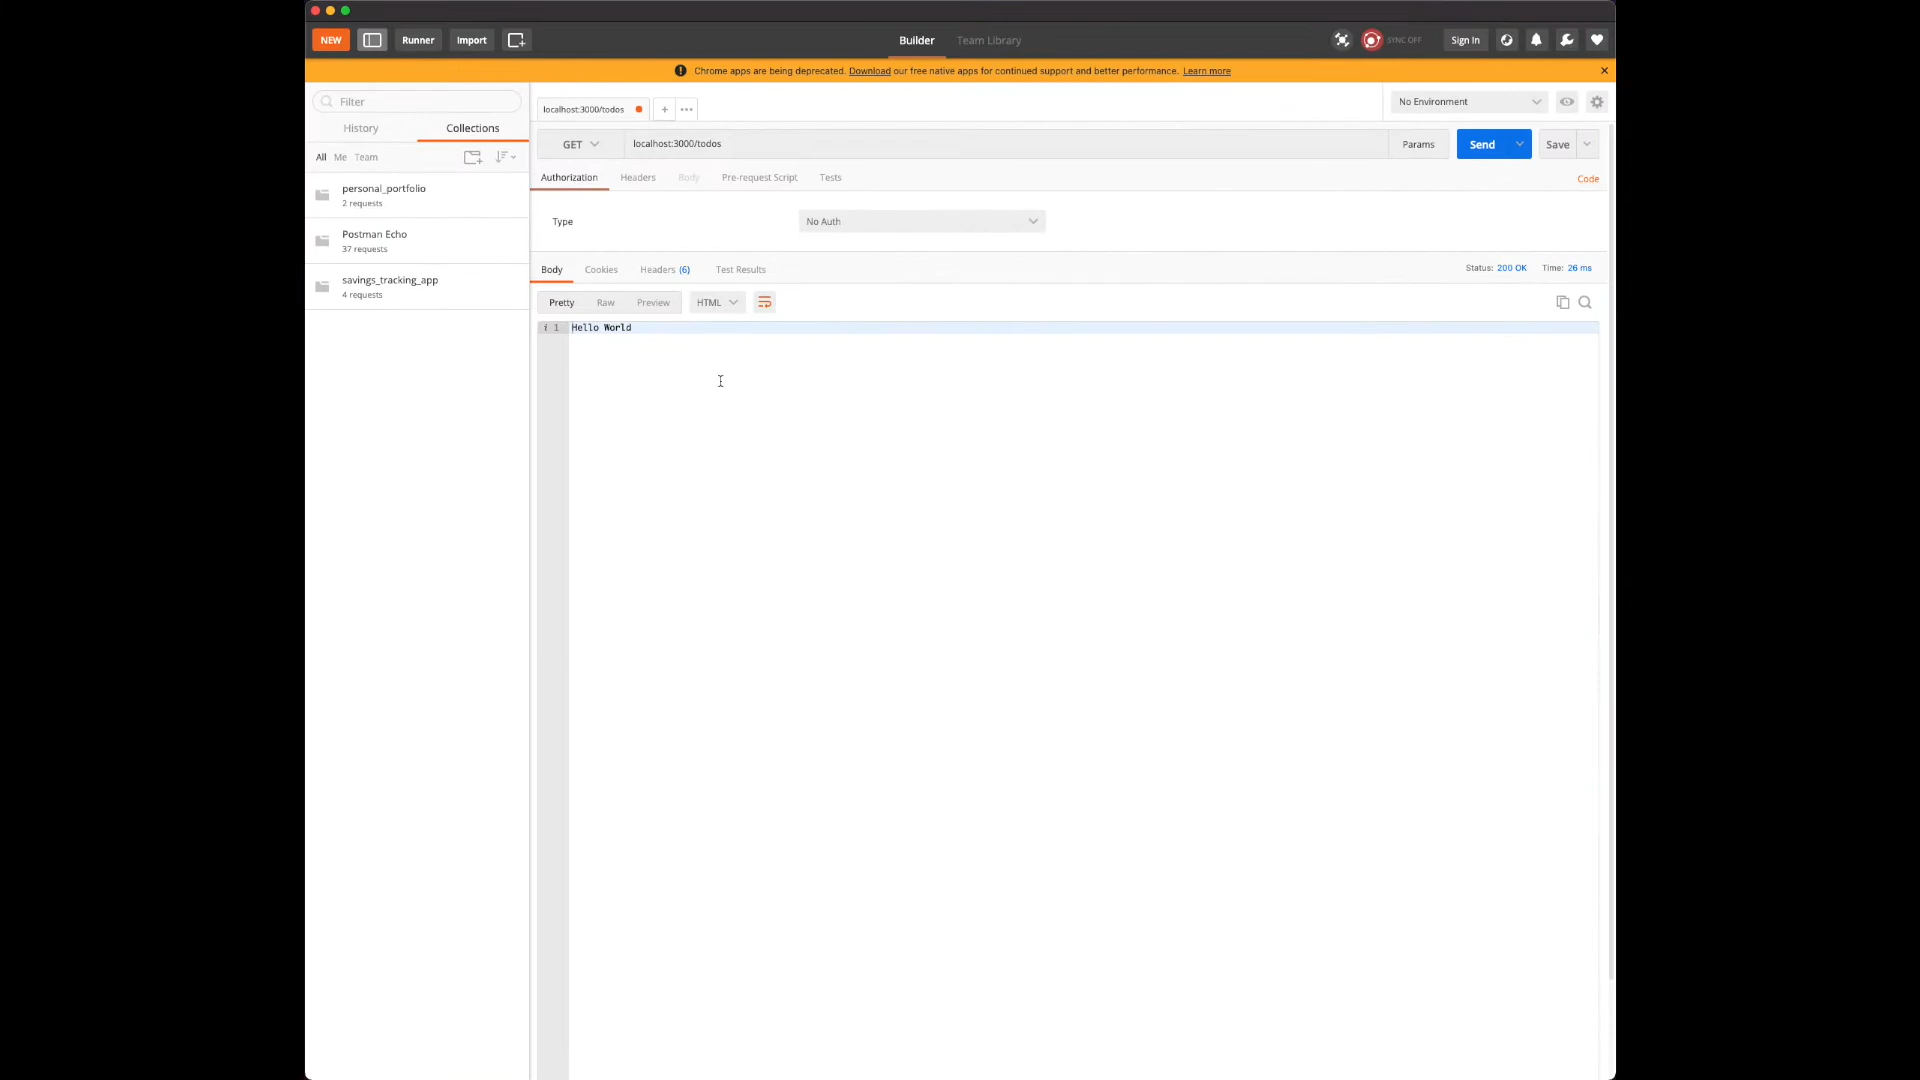 NEW Runner Import Builder Team Library SYNC OFF Sign In
Chrome apps are being deprecated. Download our free native apps for continued support and better performance. Learn more
Filter
History Collections
All Me Team
personal_portfolio
2 requests
Postman Echo
37 requests
savings_tracking_app
4 requests
localhost:3000/todos
No Environment
GET localhost:3000/todos Params Send Save
Authorization Headers Body Pre-request Script Tests Code
Type No Auth
Body Cookies Headers (6) Test Results Status: 200 OK Time: 26 ms
Pretty Raw Preview HTML
i 1 Hello World